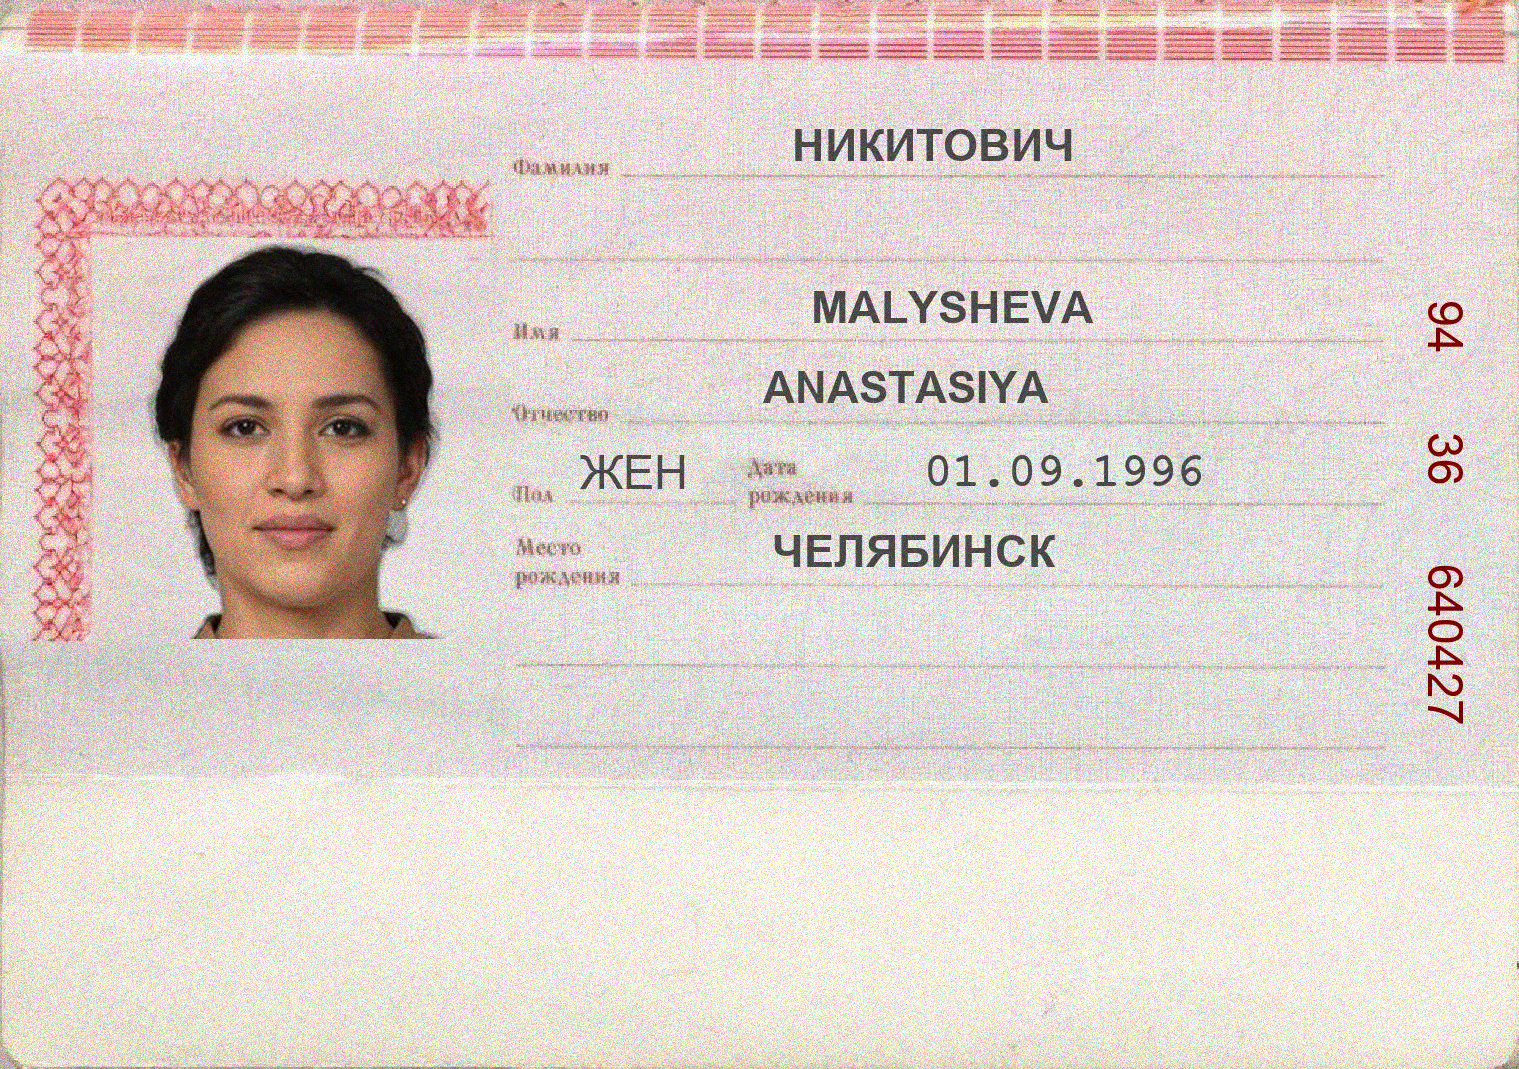 Фамилия НИКИТОВИЧ
Имя MALYSHEVA
Отчество ANASTASIYA
Пол ЖЕН Дата рождения 01.09.1996
Место рождения ЧЕЛЯБИНСК
94 36 640427